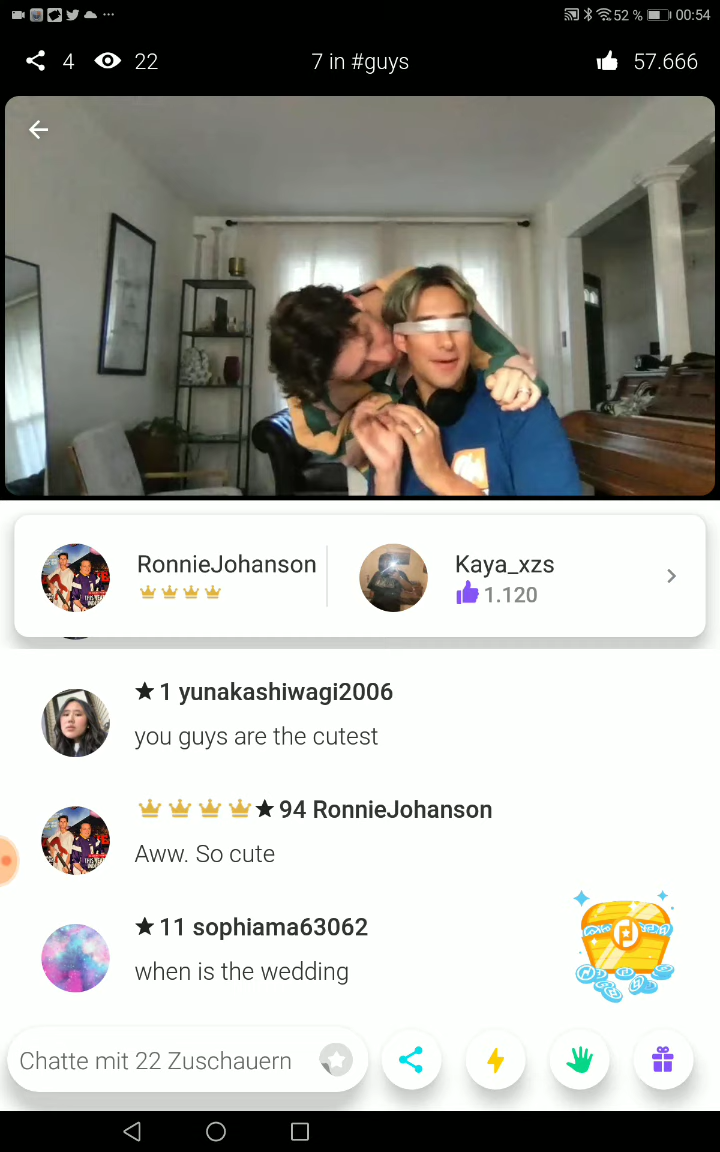 52 % 00:54
4 22 7 in #guys 57.666
RonnieJohanson
Kaya_xzs
1.120
1 yunakashiwagi2006
you guys are the cutest
94 RonnieJohanson
Aww. So cute
11 sophiama63062
when is the wedding
Chatte mit 22 Zuschauern